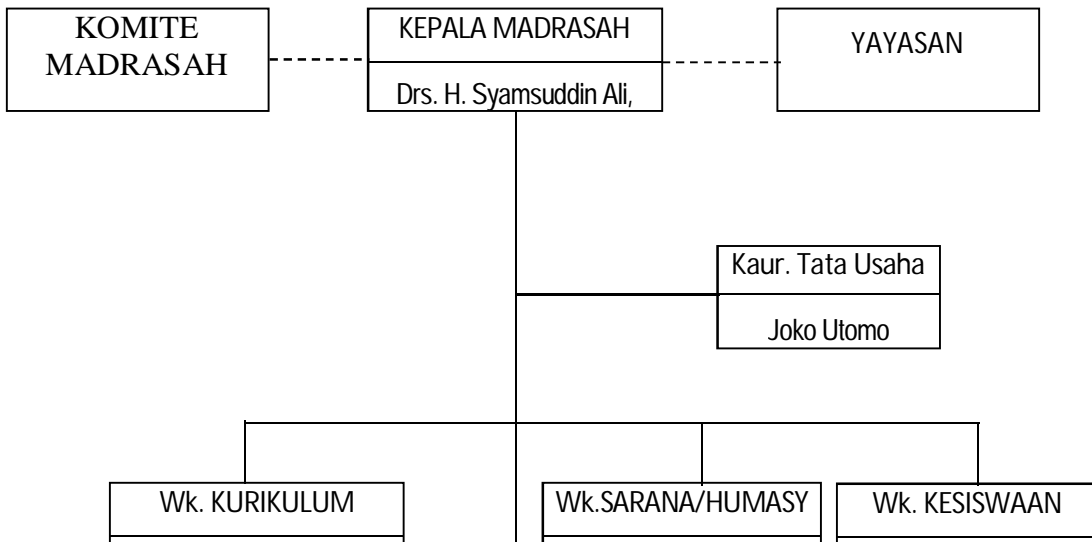 KOMITE
MADRASAH
KEPALA MADRASAH
Drs. H. Syamsuddin Ali,
YAYASAN
Kaur. Tata Usaha
Joko Utomo
Wk. KURIKULUM
Wk.SARANA/HUMASY
Wk. KESISWAAN